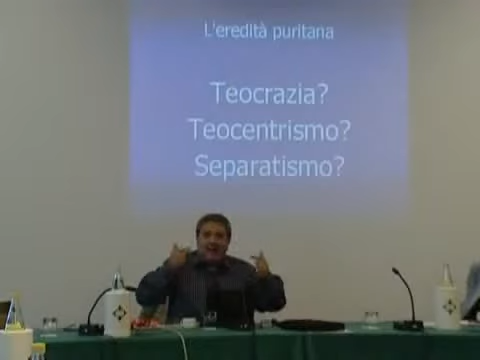 L'eredità puritana
Teocrazia?
Teocentrismo?
Separatismo?